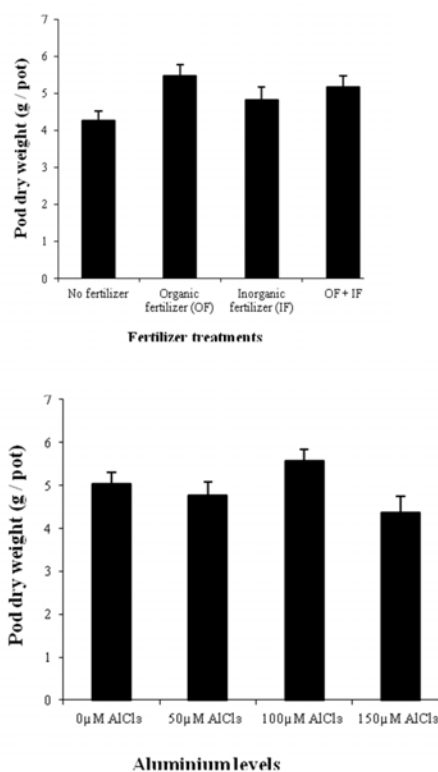 7
6
5
4
3
2
1
0
Pod dry weight (g / pot)
No fertilizer
Organic
fertilizer (OF)
Inorganic
fertilizer (IF)
OF + IF
Fertilizer treatments
7
6
5
4
3
2
1
0
Pod dry weight (g / pot)
0µM AlCl3
50µM AlCl3
100µM AlCl3
150µM AlCl3
Aluminium levels